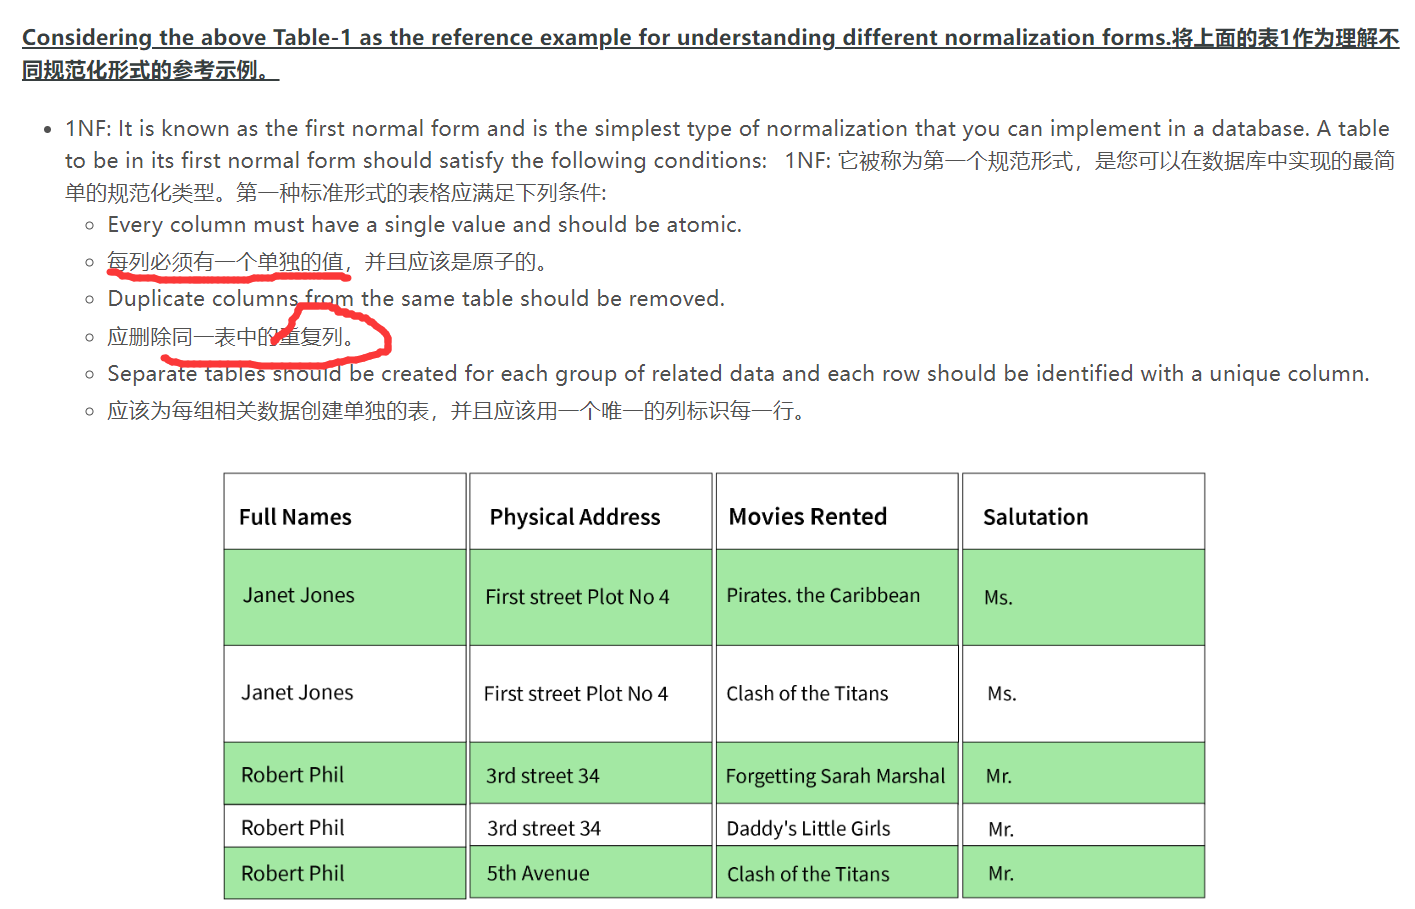 Considering the above Table-1 as the reference example for understanding different normalization forms.将上面的表1作为理解不
同规范化形式的参考示例。
• 1NF: It is known as the first normal form and is the simplest type of normalization that you can implement in a database. A table
to be in its first normal form should satisfy the following conditions:   1NF: 它被称为第一个规范形式，是您可以在数据库中实现的最简
单的规范化类型。第一种标准形式的表格应满足下列条件:
◦ Every column must have a single value and should be atomic.
◦ 每列必须有一个单独的值，并且应该是原子的。
◦ Duplicate columns from the same table should be removed.
◦ 应删除同一表中的重复列。
◦ Separate tables should be created for each group of related data and each row should be identified with a unique column.
◦ 应该为每组相关数据创建单独的表，并且应该用一个唯一的列标识每一行。
Full Names Physical Address Movies Rented Salutation
Janet Jones First street Plot No 4 Pirates. the Caribbean Ms.
Janet Jones First street Plot No 4 Clash of the Titans Ms.
Robert Phil 3rd street 34 Forgetting Sarah Marshal Mr.
Robert Phil 3rd street 34 Daddy's Little Girls Mr.
Robert Phil 5th Avenue Clash of the Titans Mr.